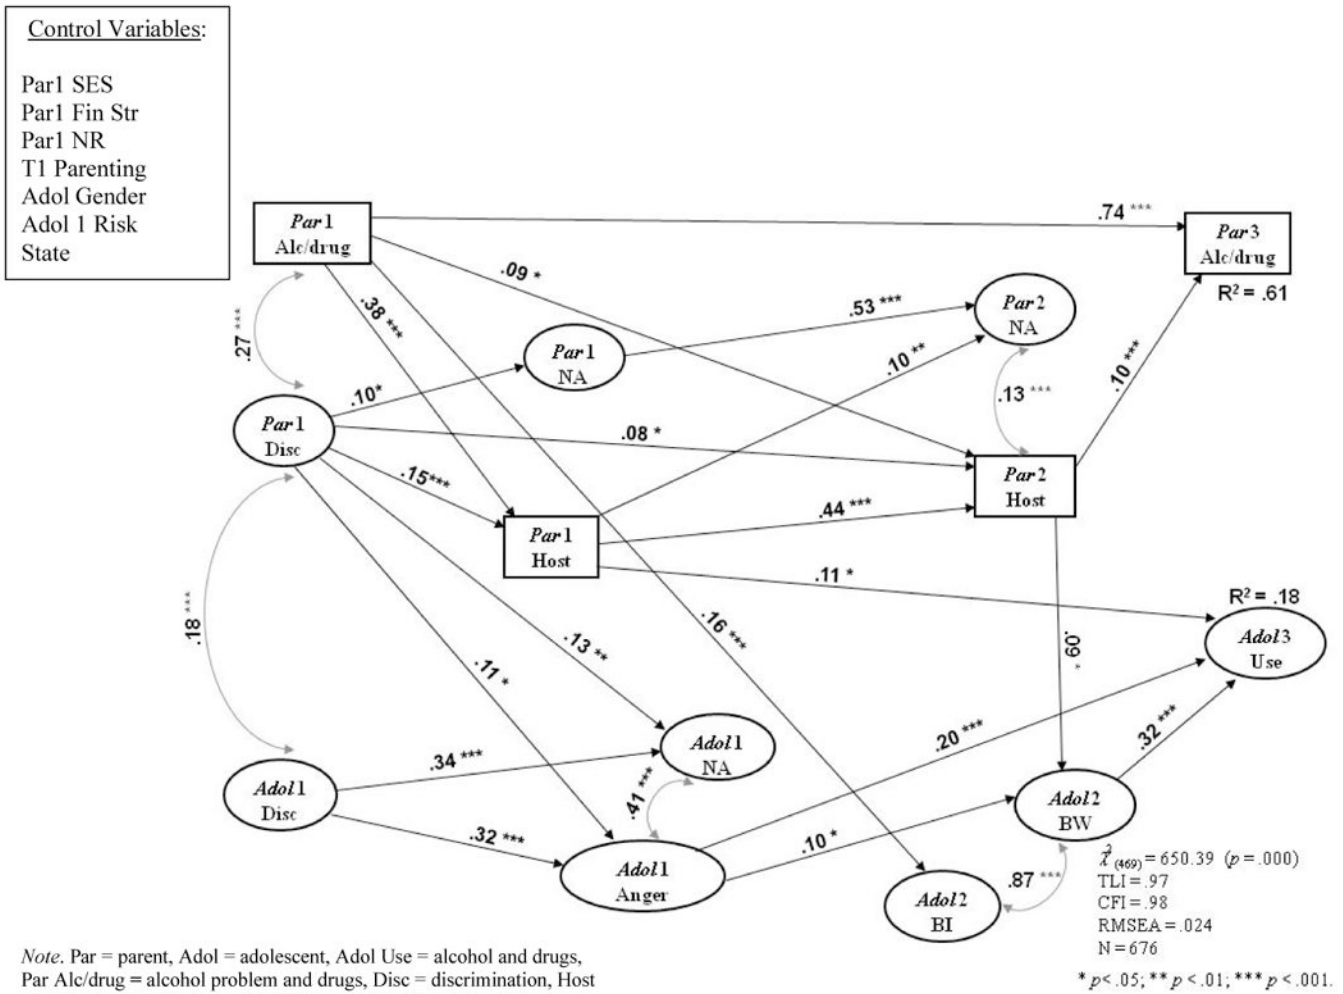 Control Variables:
Par1 SES
Par1 Fin Str
Par1 NR
T1 Parenting
Adol Gender
Adol 1 Risk
State
Par1
Alc/drug
.74 ***
Par3
Alc/drug
R² = .61
.09 *
.38 ***
.27 ***
.53 ***
Par2
NA
Par1
NA
.10 **
.10 ***
.13 ***
.10*
Par1
Disc
.08 *
.15***
Par2
Host
.44 ***
Par1
Host
.11 *
R² = .18
Adol3
Use
.18 ***
.16 ***
.13 **
.09 *
.11 *
.20 ***
.32 ***
Adol1
NA
.34 ***
.41 ***
Adol1
Disc
.32 ***
.10 *
Adol2
BW
Adol1
Anger
.87 ***
Adol2
BI
χ² (469) = 650.39 (p = .000)
TLI = .97
CFI = .98
RMSEA = .024
N = 676
Note. Par = parent, Adol = adolescent, Adol Use = alcohol and drugs,
Par Alc/drug = alcohol problem and drugs, Disc = discrimination, Host
* p< .05; ** p < .01; *** p < .001.